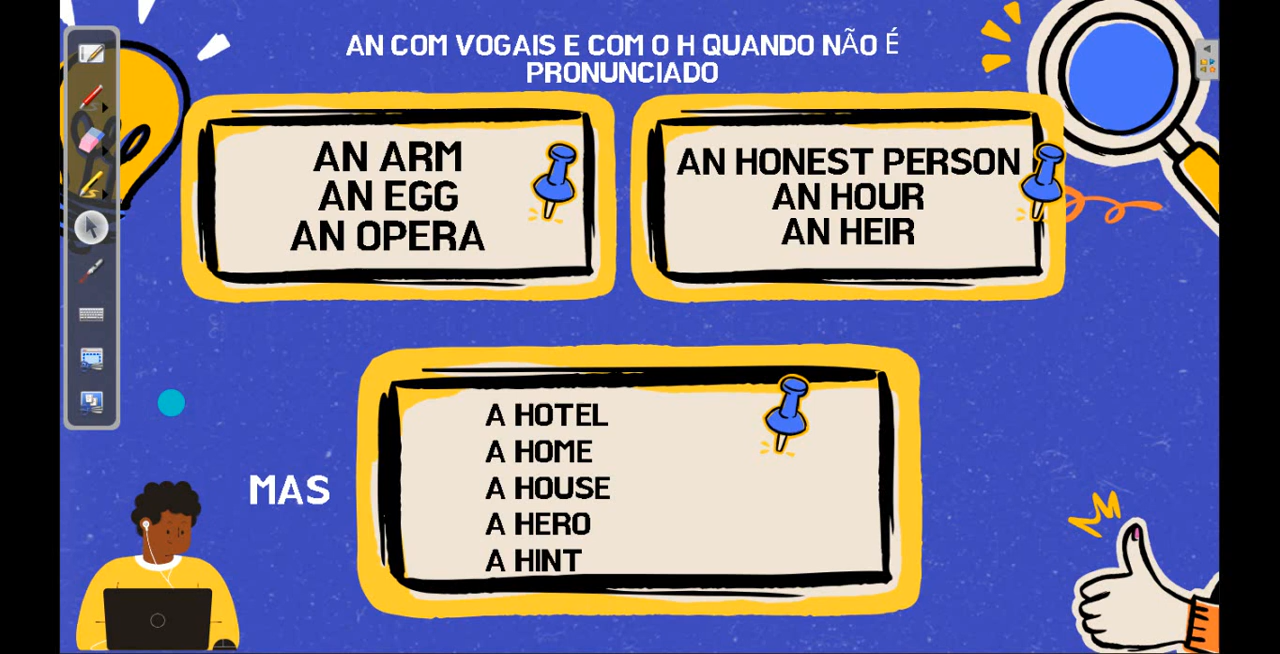 AN COM VOGAIS E COM O H QUANDO NÃO É
PRONUNCIADO
AN ARM
AN EGG
AN OPERA
AN HONEST PERSON
AN HOUR
AN HEIR
MAS
A HOTEL
A HOME
A HOUSE
A HERO
A HINT